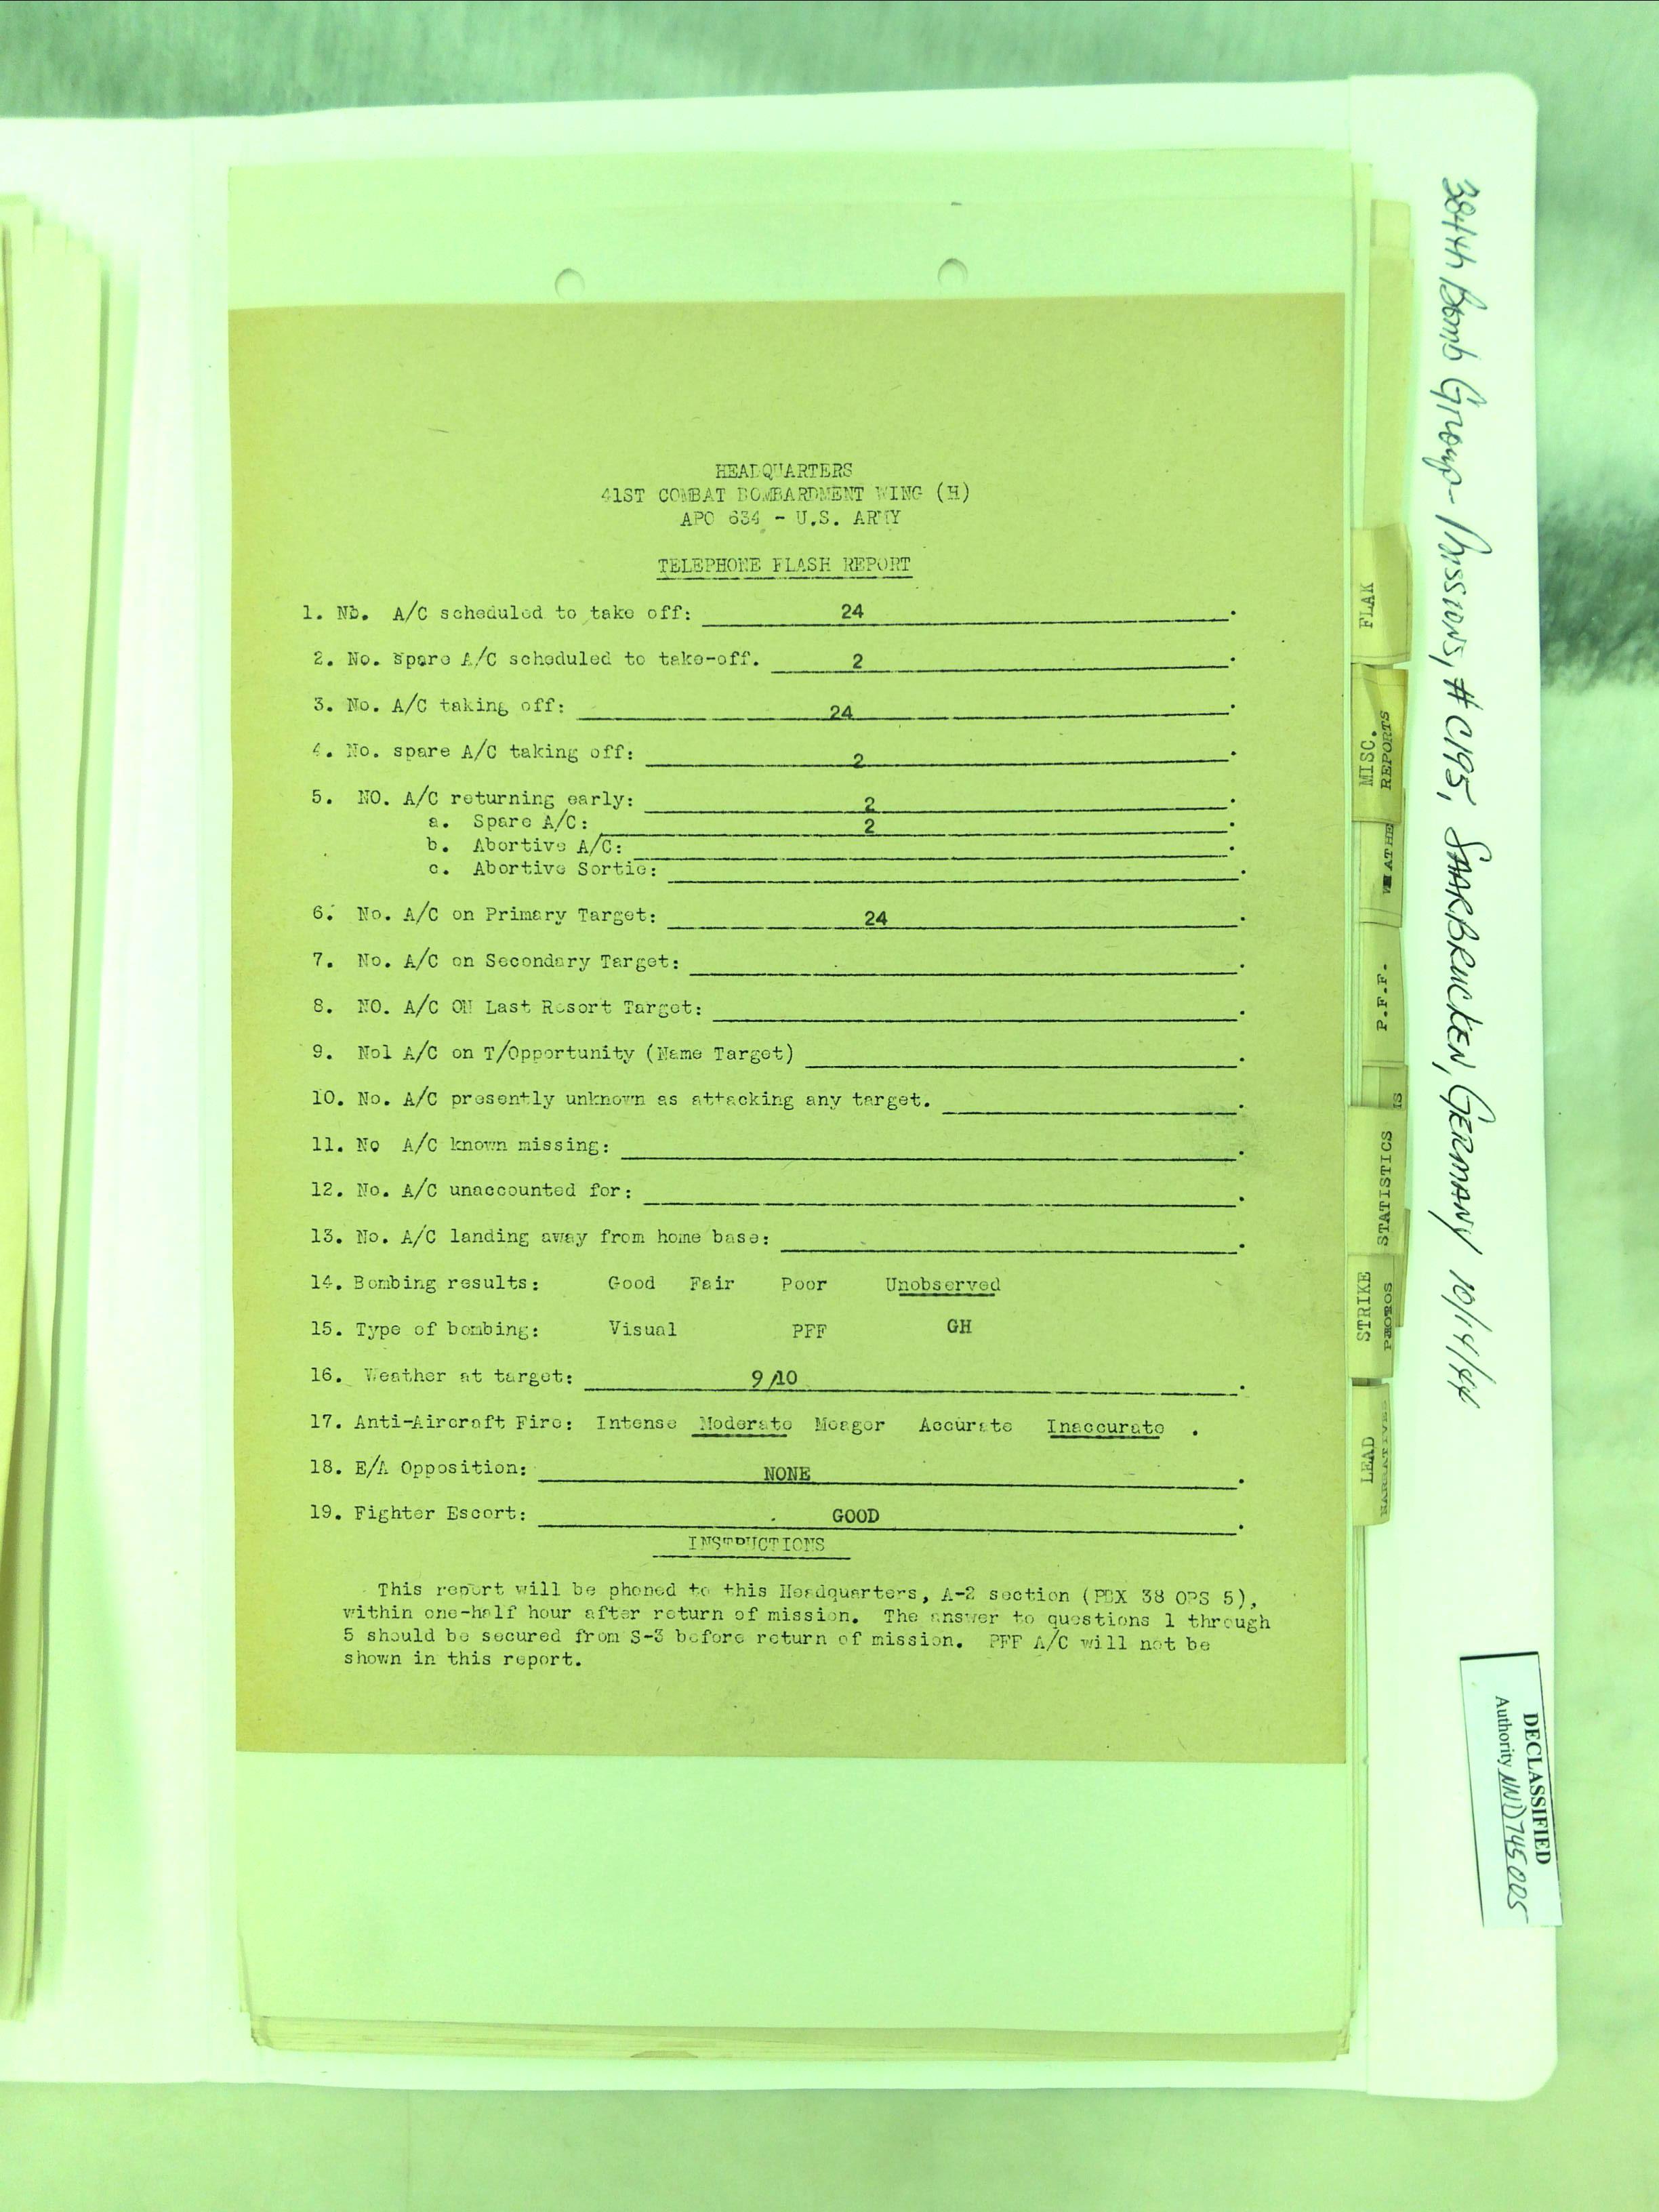 HEADQUARTERS
41ST COMBAT BOMBARDMENT WING (H)
APO 634 - U.S. ARMY
TELEPHONE FLASH REPORT
1. No. A/C scheduled to take off: 24 .
2. No. spare A/C scheduled to take-off. 2 .
3. No. A/C taking off: 24 .
4. No. spare A/C taking off: 2 .
5. NO. A/C returning early: 2 .
a. Spare A/C: 2 .
b. Abortive A/C: .
c. Abortive Sortie: .
6. No. A/C on Primary Target: 24 .
7. No. A/C on Secondary Target: .
8. NO. A/C ON Last Resort Target: .
9. Nol A/C on T/Opportunity (Name Target) .
10. No. A/C presently unknown as attacking any target. .
11. No A/C known missing: .
12. No. A/C unaccounted for: .
13. No. A/C landing away from home base: .
14. Bombing results: Good Fair Poor Unobserved
15. Type of bombing: Visual PFF GH
16. Weather at target: 9/10 .
17. Anti-Aircraft Fire: Intense Moderate Meager Accurate Inaccurate .
18. E/A Opposition: NONE .
19. Fighter Escort: GOOD .
INSTRUCTIONS
This report will be phoned to this Headquarters, A-2 section (PBX 38 OPS 5),
within one-half hour after return of mission. The answer to questions 1 through
5 should be secured from S-3 before return of mission. PFF A/C will not be
shown in this report.
FLAK
MISC.
REPORTS
P.F.F.
IS
STATISTICS
STRIKE
PHOTOS
LEAD
384th Bomb Group - Missions, #C195, SAARBRUCKEN, GERMANY 10/14/44
DECLASSIFIED
Authority NND745005